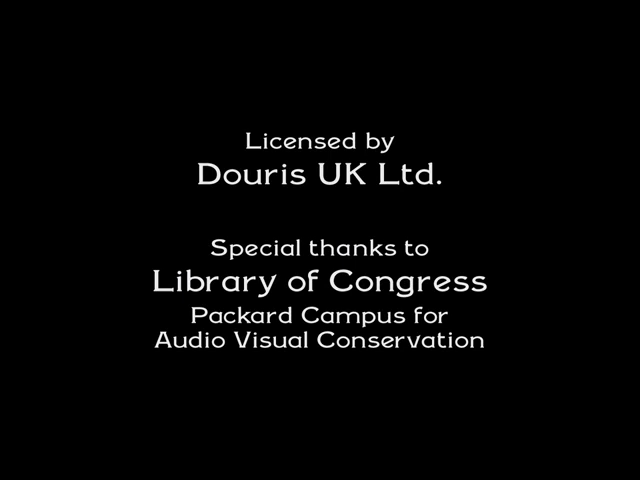 Licensed by
Douris UK Ltd.
Special thanks to
Library of Congress
Packard Campus for
Audio Visual Conservation